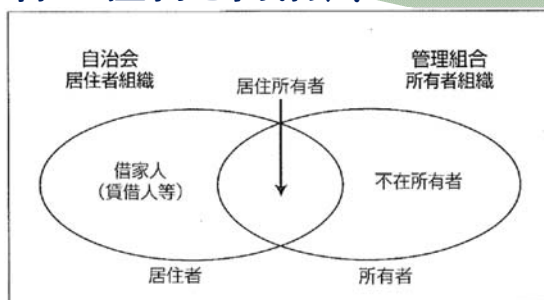 自治会
居住者組織
管理組合
所有者組織
居住所有者
借家人
(賃借人等)
不在所有者
居住者
所有者